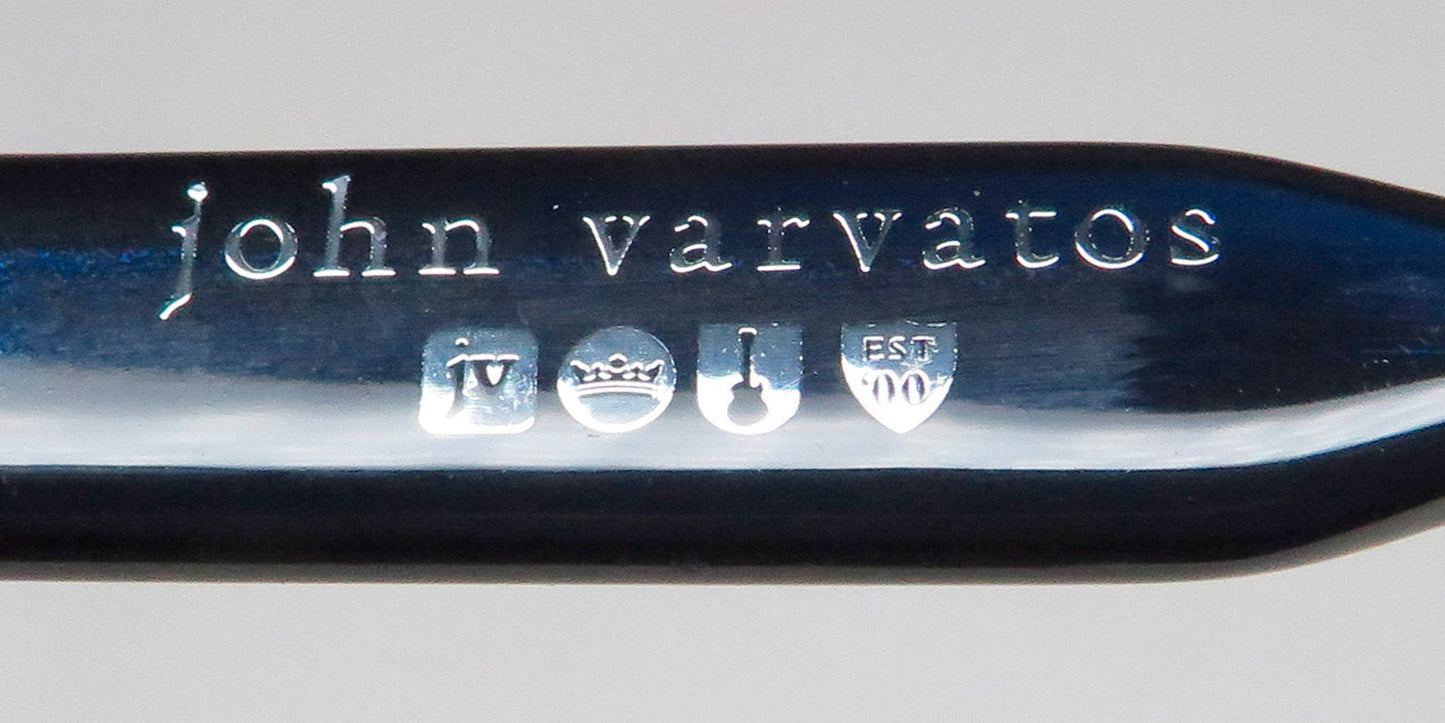 john varvatos
jv EST
'00